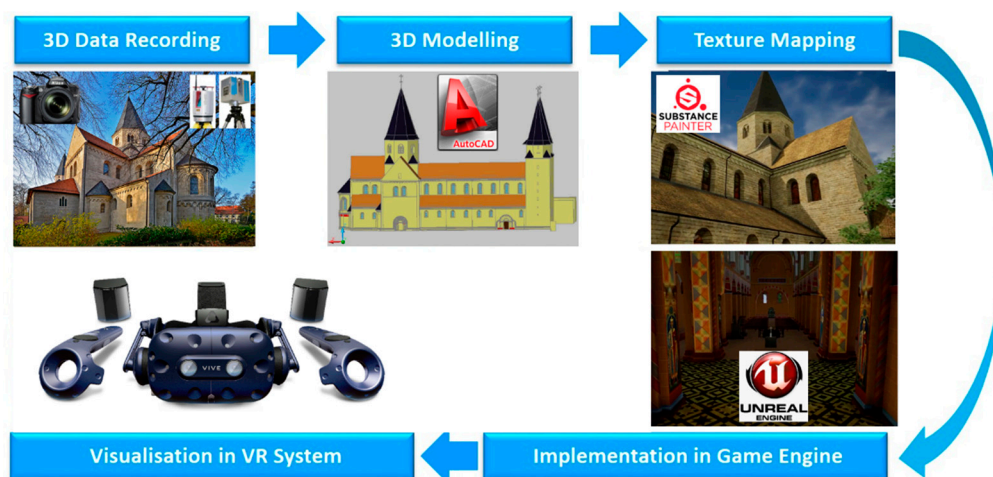 3D Data Recording
3D Modelling
Texture Mapping
AutoCAD
SUBSTANCE
PAINTER
VIVE
UNREAL
ENGINE
Visualisation in VR System
Implementation in Game Engine